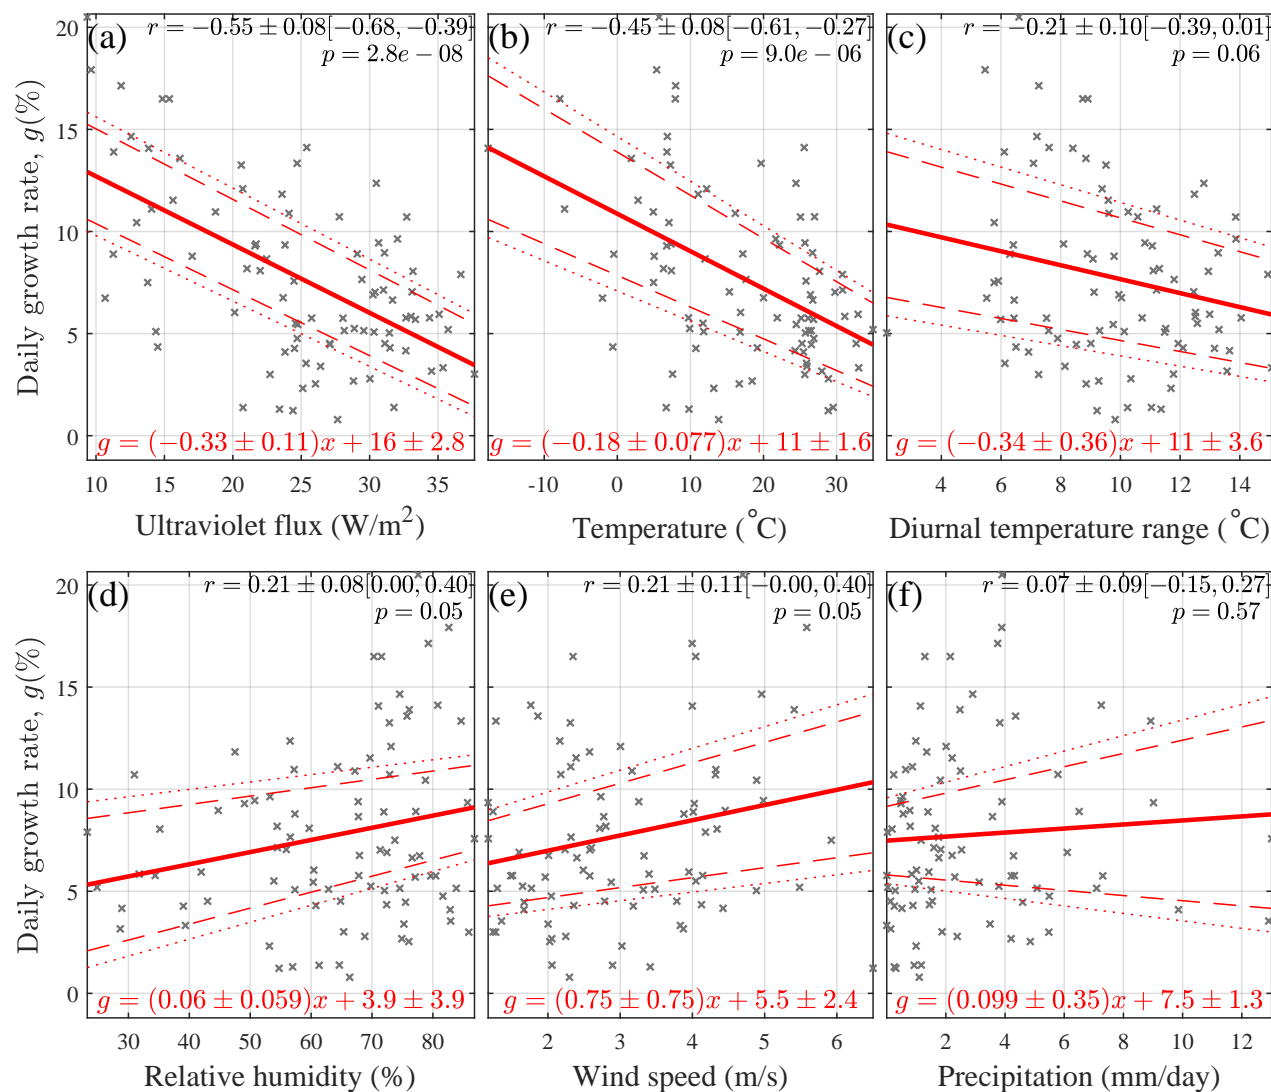 (a)
r = −0.55 ± 0.08[−0.68, −0.39]
p = 2.8e − 08
g = (−0.33 ± 0.11)x + 16 ± 2.8
Daily growth rate, g(%)
20
15
10
5
0
10 15 20 25 30 35
Ultraviolet flux (W/m²)
(b)
r = −0.45 ± 0.08[−0.61, −0.27]
p = 9.0e − 06
g = (−0.18 ± 0.077)x + 11 ± 1.6
-10 0 10 20 30
Temperature (°C)
(c)
r = −0.21 ± 0.10[−0.39, 0.01]
p = 0.06
g = (−0.34 ± 0.36)x + 11 ± 3.6
4 6 8 10 12 14
Diurnal temperature range (°C)
(d)
r = 0.21 ± 0.08[0.00, 0.40]
p = 0.05
g = (0.06 ± 0.059)x + 3.9 ± 3.9
Daily growth rate, g(%)
20
15
10
5
0
30 40 50 60 70 80
Relative humidity (%)
(e)
r = 0.21 ± 0.11[−0.00, 0.40]
p = 0.05
g = (0.75 ± 0.75)x + 5.5 ± 2.4
2 3 4 5 6
Wind speed (m/s)
(f)
r = 0.07 ± 0.09[−0.15, 0.27]
p = 0.57
g = (0.099 ± 0.35)x + 7.5 ± 1.3
2 4 6 8 10 12
Precipitation (mm/day)